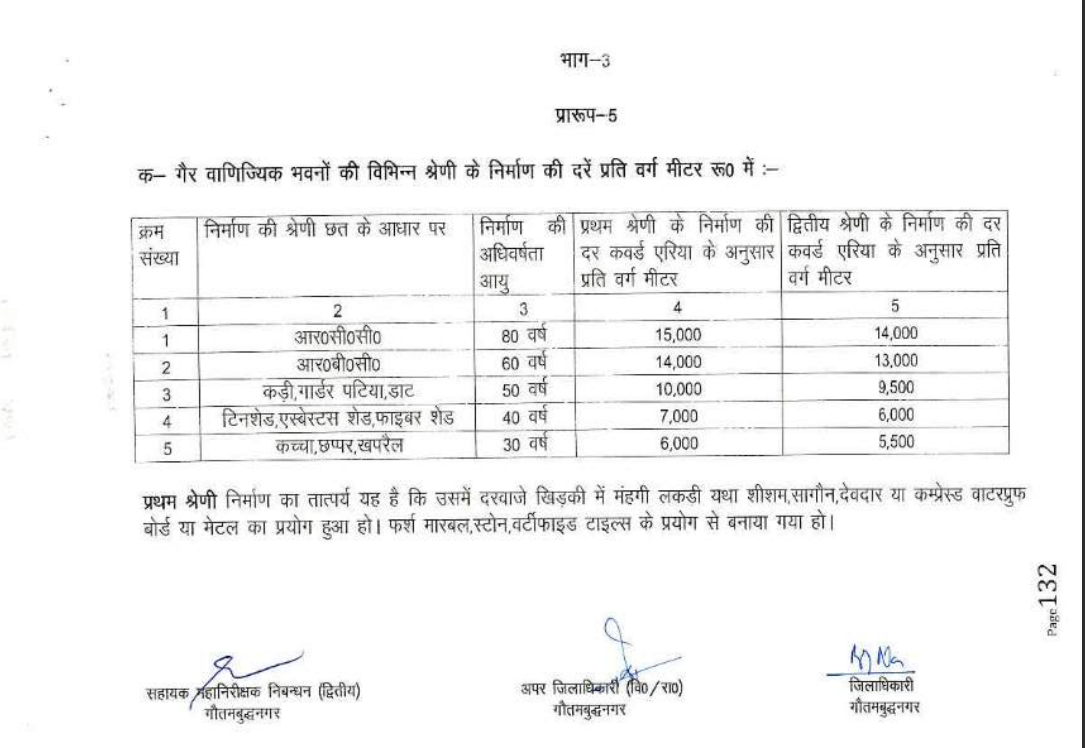 भाग–3
प्रारूप–5
क– गैर वाणिज्यिक भवनों की विभिन्न श्रेणी के निर्माण की दरें प्रति वर्ग मीटर रू0 में :–
क्रम संख्या | निर्माण की श्रेणी छत के आधार पर | निर्माण की अधिवर्षता आयु | प्रथम श्रेणी के निर्माण की दर कवर्ड एरिया के अनुसार प्रति वर्ग मीटर | द्वितीय श्रेणी के निर्माण की दर कवर्ड एरिया के अनुसार प्रति वर्ग मीटर
1 | 2 | 3 | 4 | 5
1 | आर0सी0सी0 | 80 वर्ष | 15,000 | 14,000
2 | आर0बी0सी0 | 60 वर्ष | 14,000 | 13,000
3 | कड़ी,गार्डर पटिया,डाट | 50 वर्ष | 10,000 | 9,500
4 | टिनशेड,एस्बेस्टस शेड,फाइबर शेड | 40 वर्ष | 7,000 | 6,000
5 | कच्चा,छप्पर,खपरैल | 30 वर्ष | 6,000 | 5,500
प्रथम श्रेणी निर्माण का तात्पर्य यह है कि उसमें दरवाजे खिड़की में मंहगी लकडी यथा शीशम,सागौन,देवदार या कम्प्रेस्ड वाटरप्रुफ
बोर्ड या मेटल का प्रयोग हुआ हो। फर्श मारबल,स्टोन,वर्टीफाइड टाइल्स के प्रयोग से बनाया गया हो।
Page 132
सहायक महानिरीक्षक निबन्धन (द्वितीय)
गौतमबुद्धनगर
अपर जिलाधिकारी (वि0/रा0)
गौतमबुद्धनगर
जिलाधिकारी
गौतमबुद्धनगर